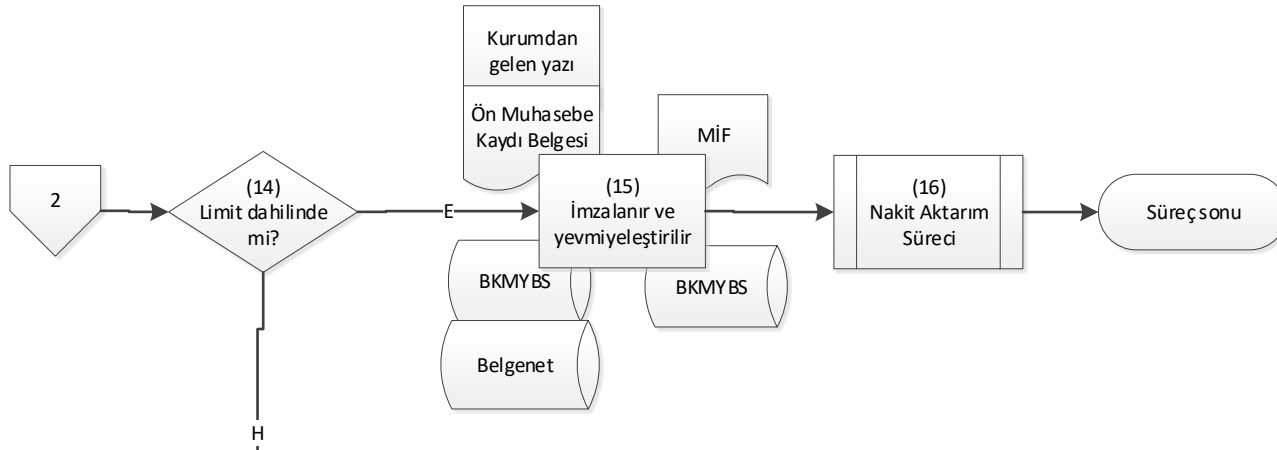 2
(14)
Limit dahilinde
mi?
E
H
Kurumdan
gelen yazı
Ön Muhasebe
Kaydı Belgesi
MİF
(15)
İmzalanır ve
yevmiyeleştirilir
BKMYBS
Belgenet
BKMYBS
(16)
Nakit Aktarım
Süreci
Süreç sonu